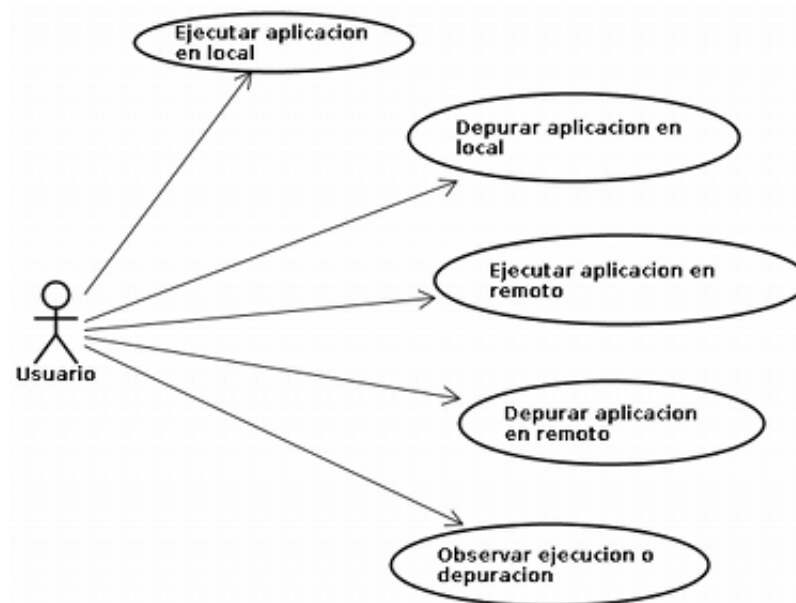 Ejecutar aplicacion
en local
Depurar aplicacion en
local
Ejecutar aplicacion en
remoto
Usuario
Depurar aplicacion
en remoto
Observar ejecucion o
depuracion